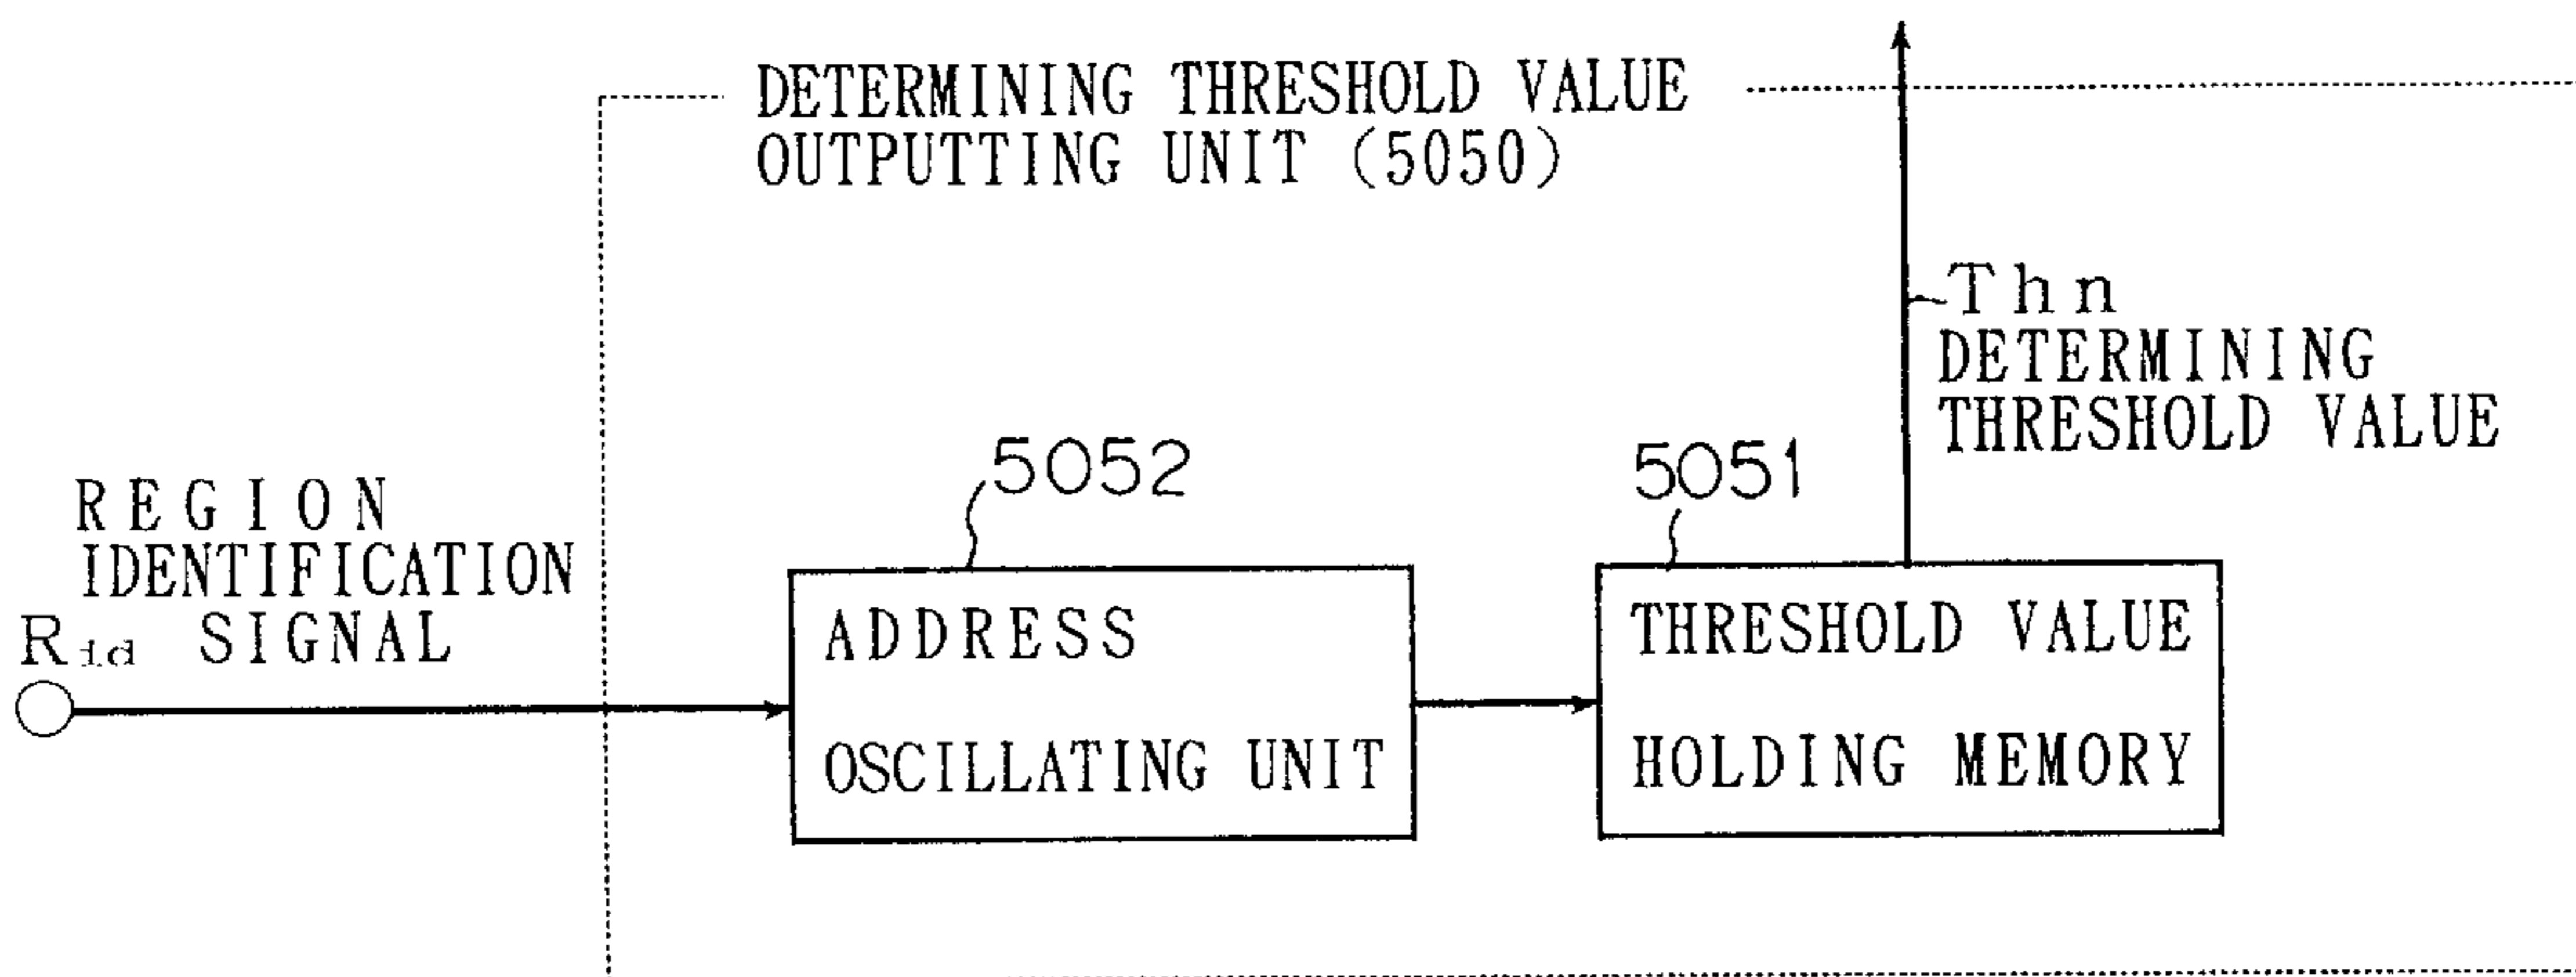 DETERMINING THRESHOLD VALUE
OUTPUTTING UNIT (5050)
Thn
DETERMINING
THRESHOLD VALUE
5052
5051
REGION
IDENTIFICATION
Rid SIGNAL
ADDRESS
OSCILLATING UNIT
THRESHOLD VALUE
HOLDING MEMORY